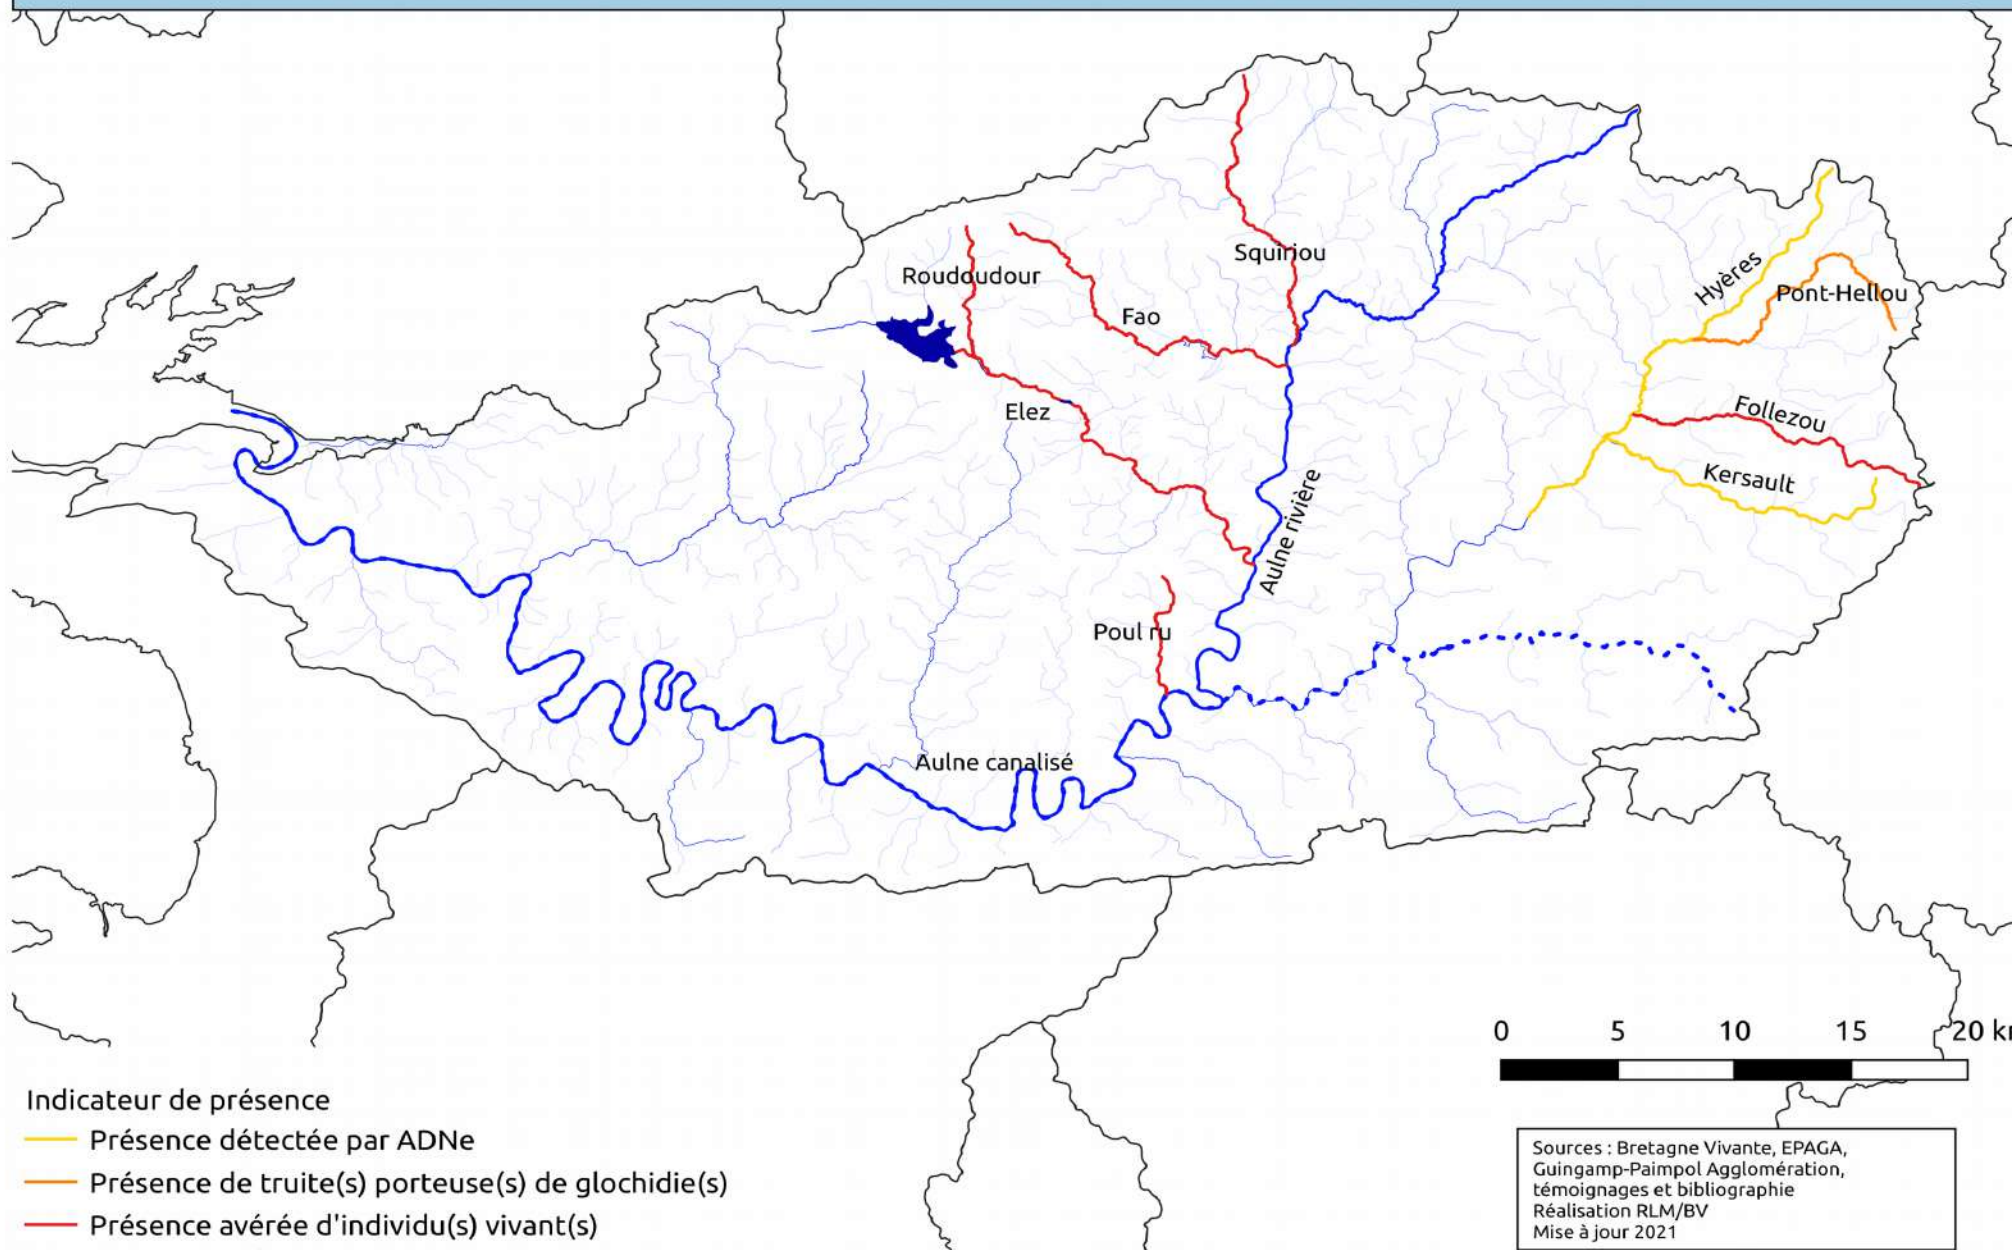 Squiriou
Hyères
Roudoudour
Pont-Hellou
Fao
Elez
Follezou
Kersault
Aulne rivière
Poul ru
Aulne canalisé
0 5 10 15 20 k
Indicateur de présence
Présence détectée par ADNe
Présence de truite(s) porteuse(s) de glochidie(s)
Présence avérée d'individu(s) vivant(s)
Sources : Bretagne Vivante, EPAGA,
Guingamp-Paimpol Agglomération,
témoignages et bibliographie
Réalisation RLM/BV
Mise à jour 2021